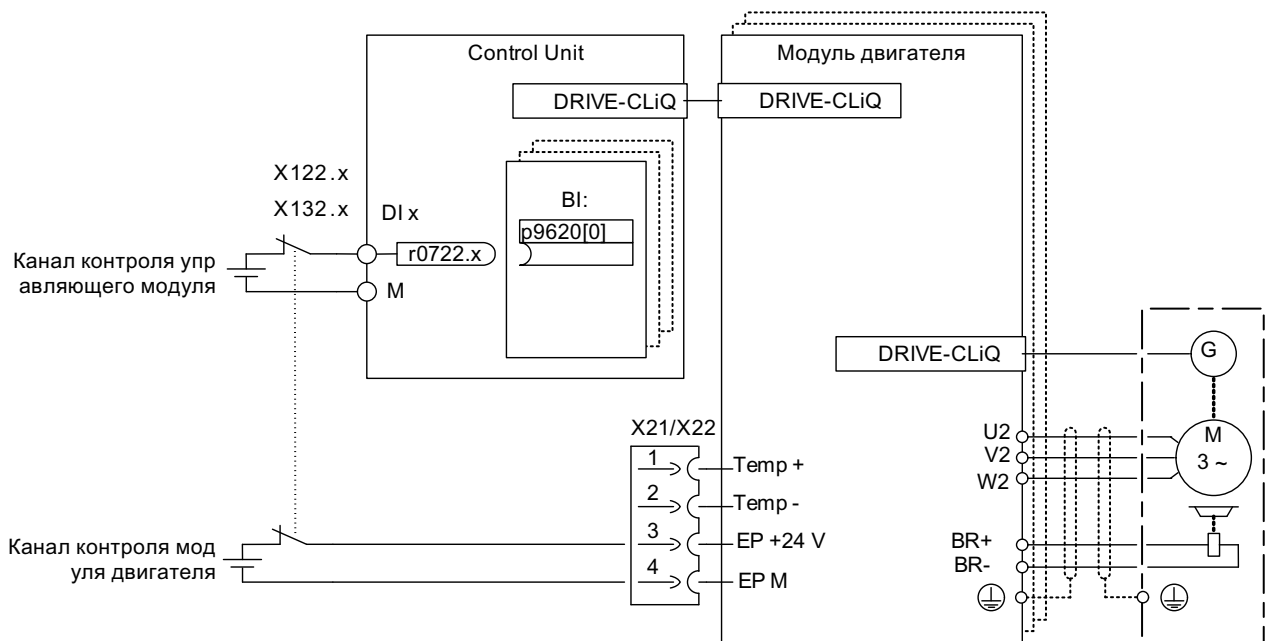 Control Unit
Модуль двигателя
DRIVE-CLiQ
DRIVE-CLiQ
X122.x
X132.x
DI x
BI:
p9620[0]
r0722.x
Канал контроля упр
авляющего модуля
M
DRIVE-CLiQ
G
X21/X22
1
Temp +
2
Temp -
3
EP +24 V
4
EP M
U2
V2
W2
M
3 ~
Канал контроля мод
уля двигателя
BR+
BR-